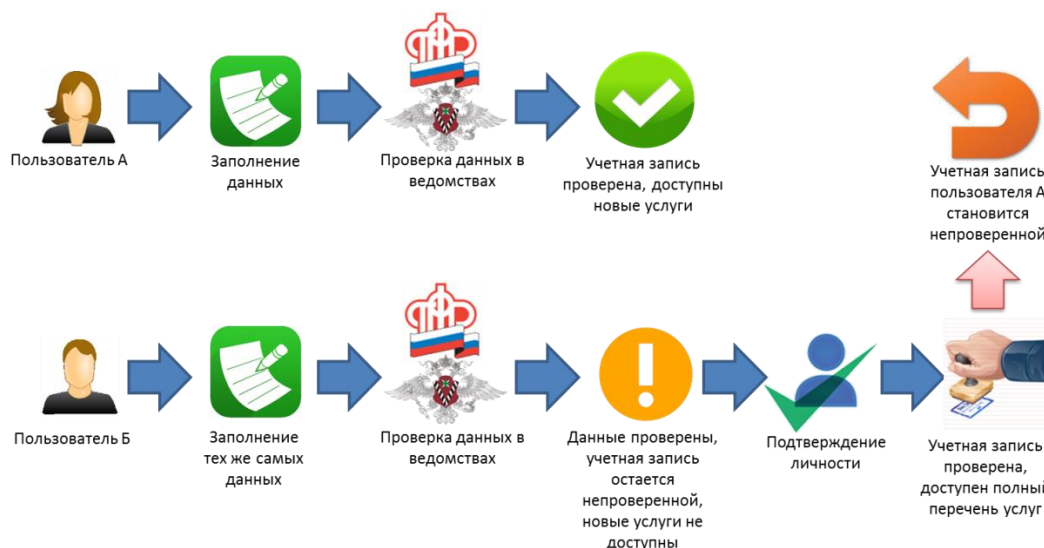 Пользователь А
Заполнение
данных
Проверка данных в
ведомствах
Учетная запись
проверена, доступны
новые услуги
Учетная запись
пользователя А
становится
непроверенной
Пользователь Б
Заполнение
тех же самых
данных
Проверка данных в
ведомствах
Данные проверены,
учетная запись
остается
непроверенной,
новые услуги не
доступны
Подтверждение
личности
Учетная запись
проверена,
доступен полный
перечень услуг